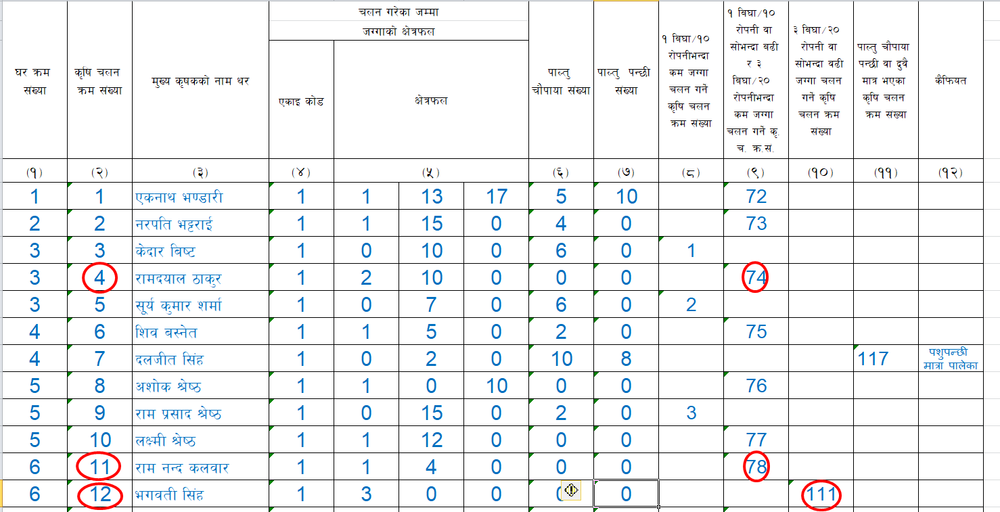 चलन गरेका जम्मा
जग्गाको क्षेत्रफल
घर क्रम
संख्या
कृषि चलन
क्रम संख्या
मुख्य कृषकको नाम थर
एकाइ कोड
क्षेत्रफल
पाल्तु
चौपाया संख्या
पाल्तु पन्छी
संख्या
१ बिघा/१०
रोपनीभन्दा
कम जग्गा
चलन गर्ने
कृषि चलन
क्रम संख्या
१ बिघा/१०
रोपनी वा
सोभन्दा बढी
र ३
बिघा/२०
रोपनीभन्दा
कम जग्गा
चलन गर्ने कृ.
च. क्र.सं.
३ बिघा/२०
रोपनी वा
सोभन्दा वढी
जग्गा चलन
गर्ने कृषि
चलन क्रम
संख्या
पाल्तु चौपाया
पन्छी वा दुवै
मात्र भएका
कृषि चलन
क्रम संख्या
कैफियत
(१) (२) (३) (४) (५) (६) (७) (८) (९) (१०) (११) (१२)
1 1 एकनाथ भण्डारी 1 1 13 17 5 10 72
2 2 नरपति भट्टराई 1 1 15 0 4 0 73
3 3 केदार बिष्ट 1 0 10 0 6 0 1
3 4 रामदयाल ठाकुर 1 2 10 0 0 0 74
3 5 सूर्य कुमार शर्मा 1 0 7 0 6 0 2
4 6 शिव बस्नेत 1 1 5 0 2 0 75
4 7 दलजीत सिंह 1 0 2 0 10 8 117 पशुपन्छी
मात्रा पालेका
5 8 अशोक श्रेष्ठ 1 1 0 10 0 0 76
5 9 राम प्रसाद श्रेष्ठ 1 0 15 0 2 0 3
5 10 लक्ष्मी श्रेष्ठ 1 1 12 0 0 0 77
6 11 राम नन्द कलवार 1 1 4 0 0 0 78
6 12 भगवती सिंह 1 3 0 0 0 0 111